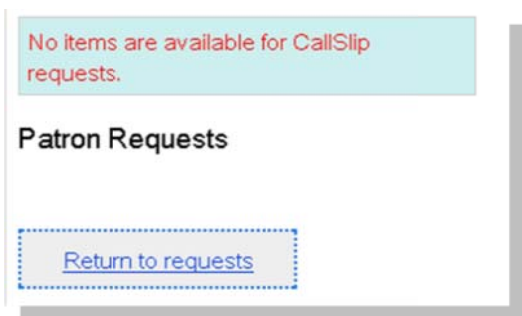 No items are available for CallSlip
requests.
Patron Requests
Return to requests